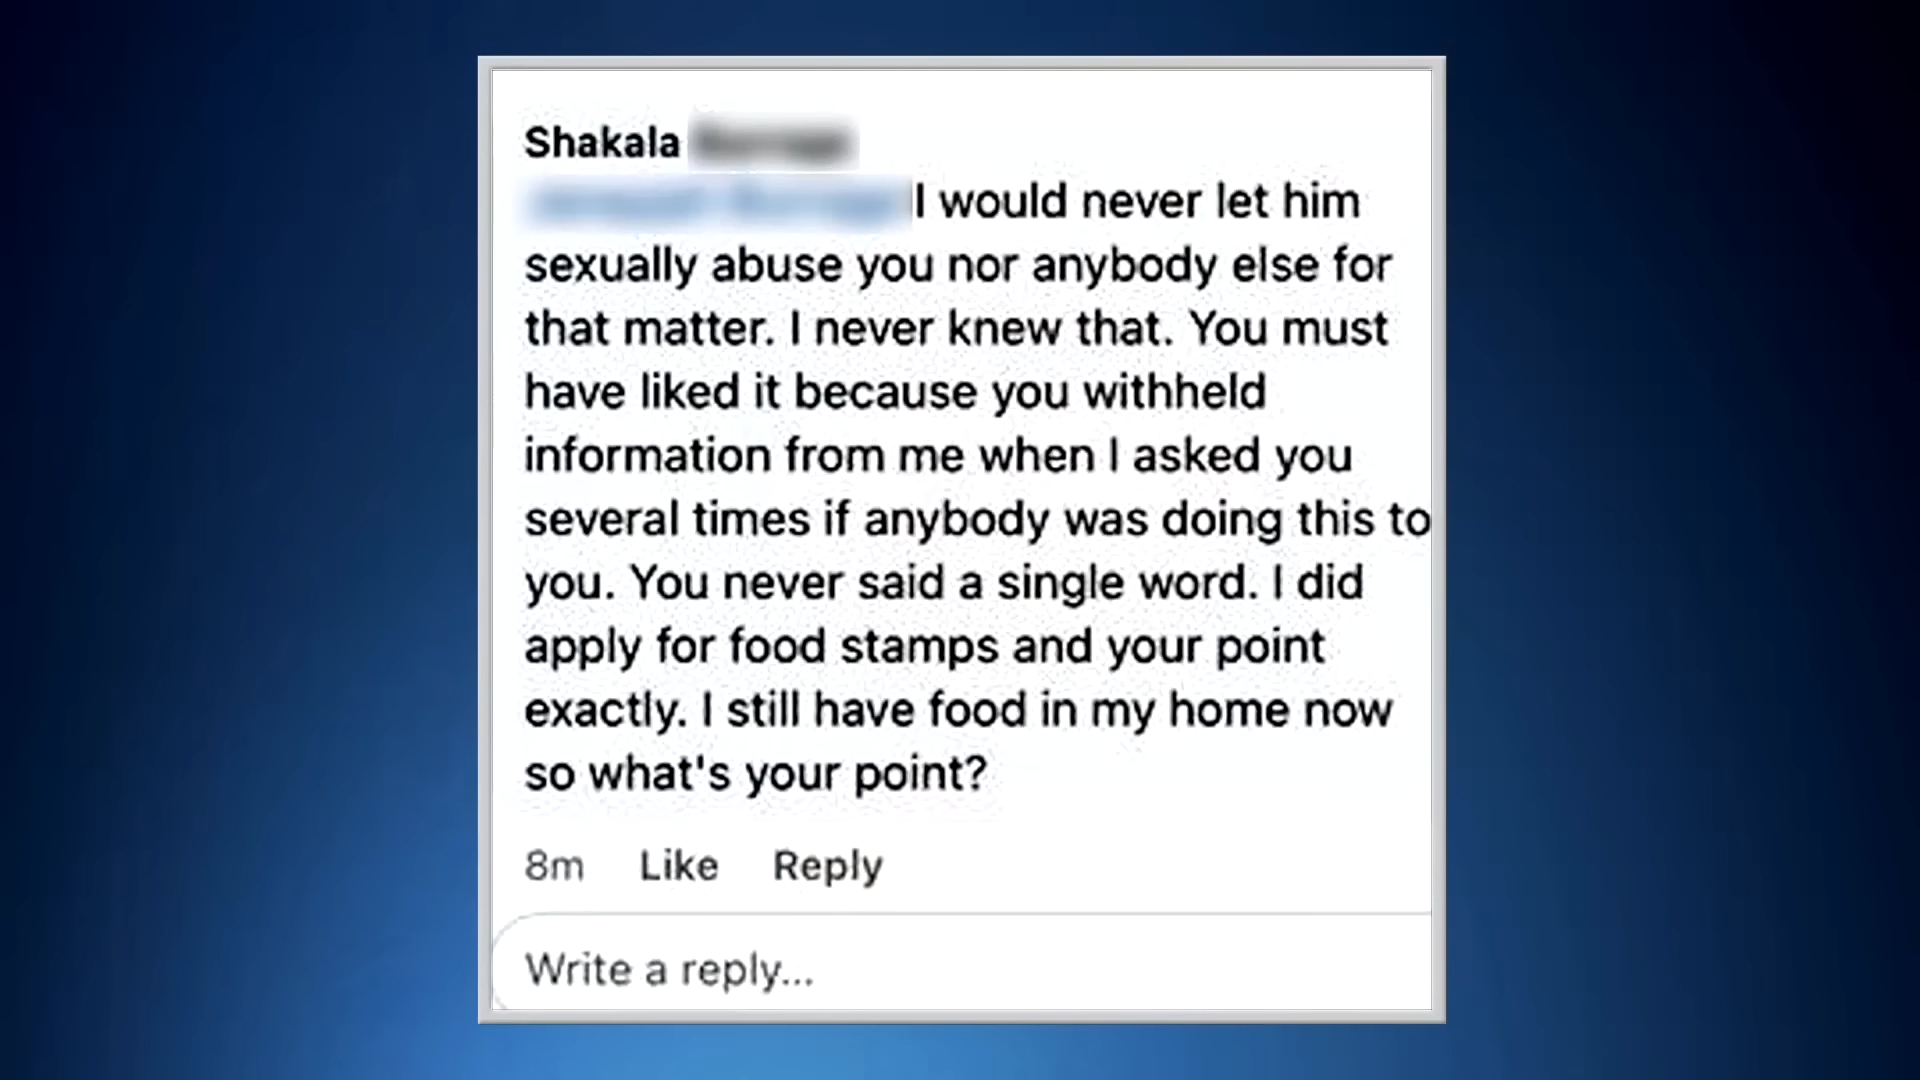 Shakala
I would never let him
sexually abuse you nor anybody else for
that matter. I never knew that. You must
have liked it because you withheld
information from me when I asked you
several times if anybody was doing this to
you. You never said a single word. I did
apply for food stamps and your point
exactly. I still have food in my home now
so what's your point?
8m Like Reply
Write a reply...